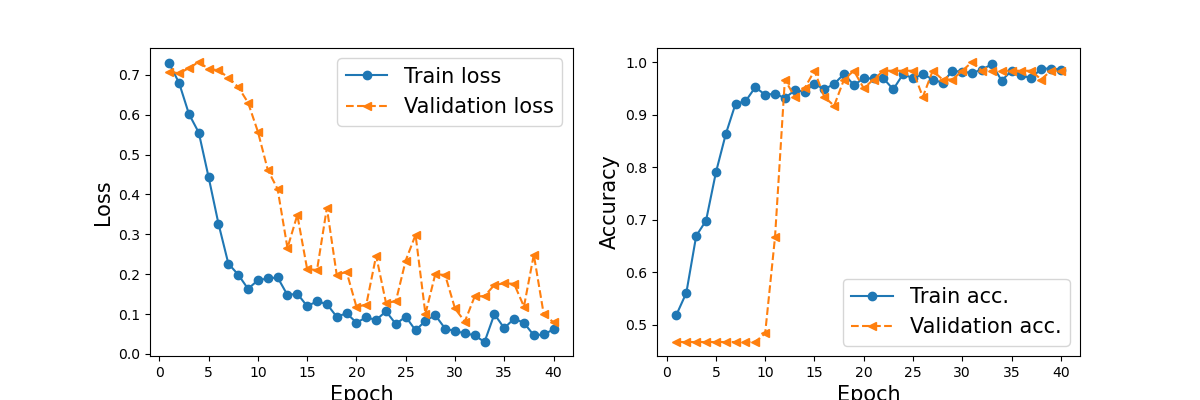 0.7
0.6
0.5
0.4
0.3
0.2
0.1
0.0
Loss
Train loss
Validation loss
0 5 10 15 20 25 30 35 40
Epoch
1.0
0.9
0.8
0.7
0.6
0.5
Accuracy
Train acc.
Validation acc.
0 5 10 15 20 25 30 35 40
Epoch